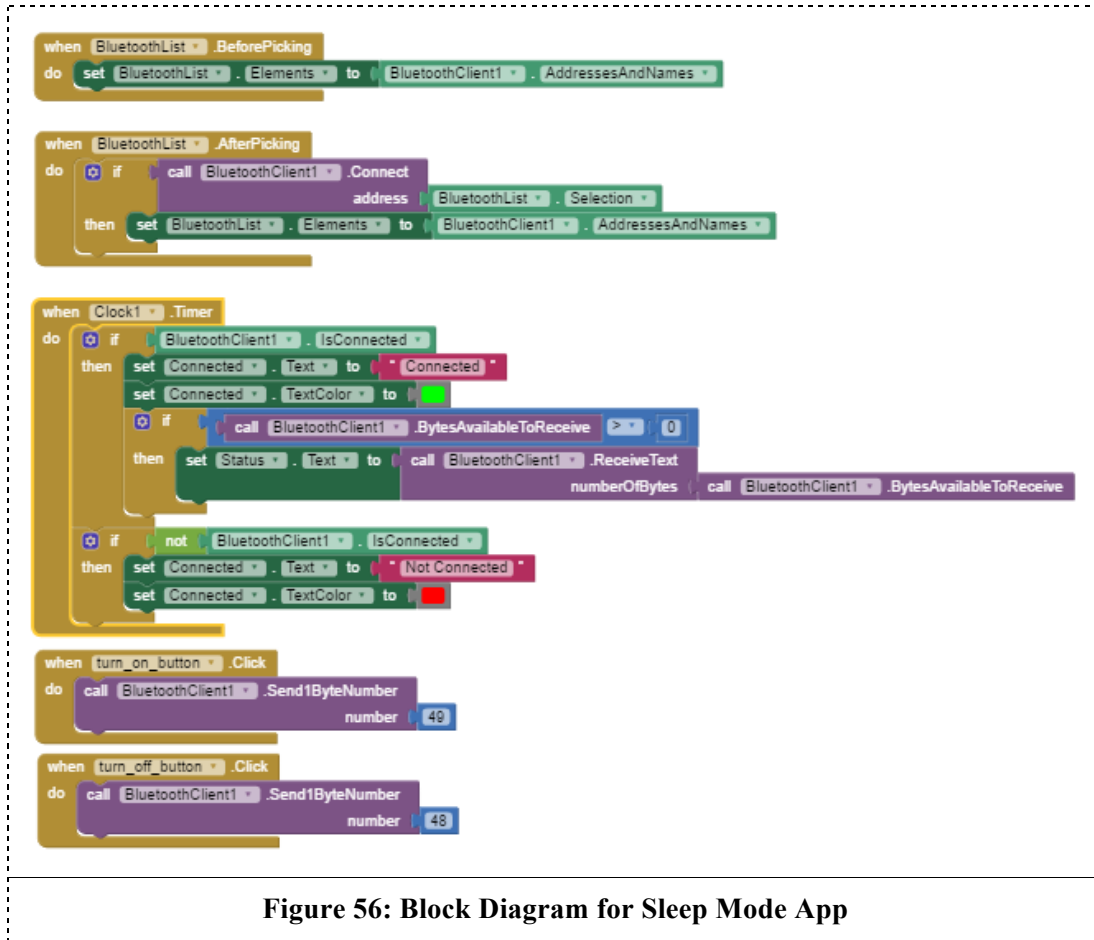 when BluetoothList .BeforePicking
do set BluetoothList . Elements to BluetoothClient1 . AddressesAndNames
when BluetoothList .AfterPicking
do if call BluetoothClient1 .Connect
address BluetoothList . Selection
then set BluetoothList . Elements to BluetoothClient1 . AddressesAndNames
when Clock1 .Timer
do if BluetoothClient1 . IsConnected
then set Connected . Text to " Connected "
set Connected . TextColor to
if call BluetoothClient1 .BytesAvailableToReceive > 0
then set Status . Text to call BluetoothClient1 .ReceiveText
numberOfBytes call BluetoothClient1 .BytesAvailableToReceive
if not BluetoothClient1 . IsConnected
then set Connected . Text to " Not Connected "
set Connected . TextColor to
when turn_on_button .Click
do call BluetoothClient1 .Send1ByteNumber
number 49
when turn_off_button .Click
do call BluetoothClient1 .Send1ByteNumber
number 48
Figure 56: Block Diagram for Sleep Mode App